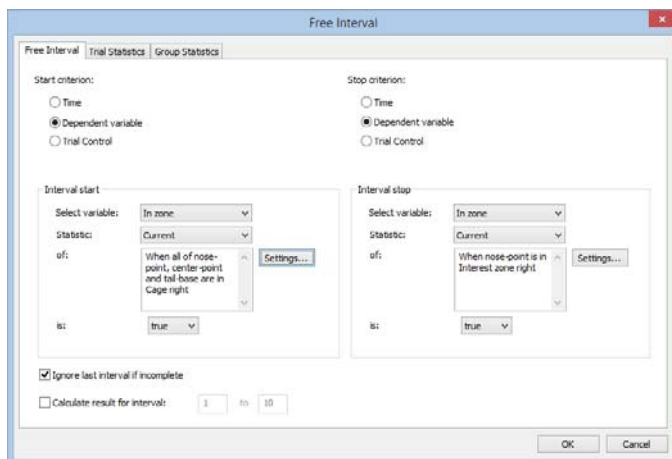 Free Interval
Free Interval Trial Statistics Group Statistics
Start criterion: Stop criterion:
Time Time
Dependent variable Dependent variable
Trial Control Trial Control
Interval start Interval stop
Select variable: In zone Select variable: In zone
Statistic: Current Statistic: Current
of: When all of nose- Settings... of: When nose-point is in Settings...
point, center-point Interest zone right
and tail-base are in
Cage right
is: true is: true
Ignore last interval if incomplete
Calculate result for interval: 1 to 10
OK Cancel